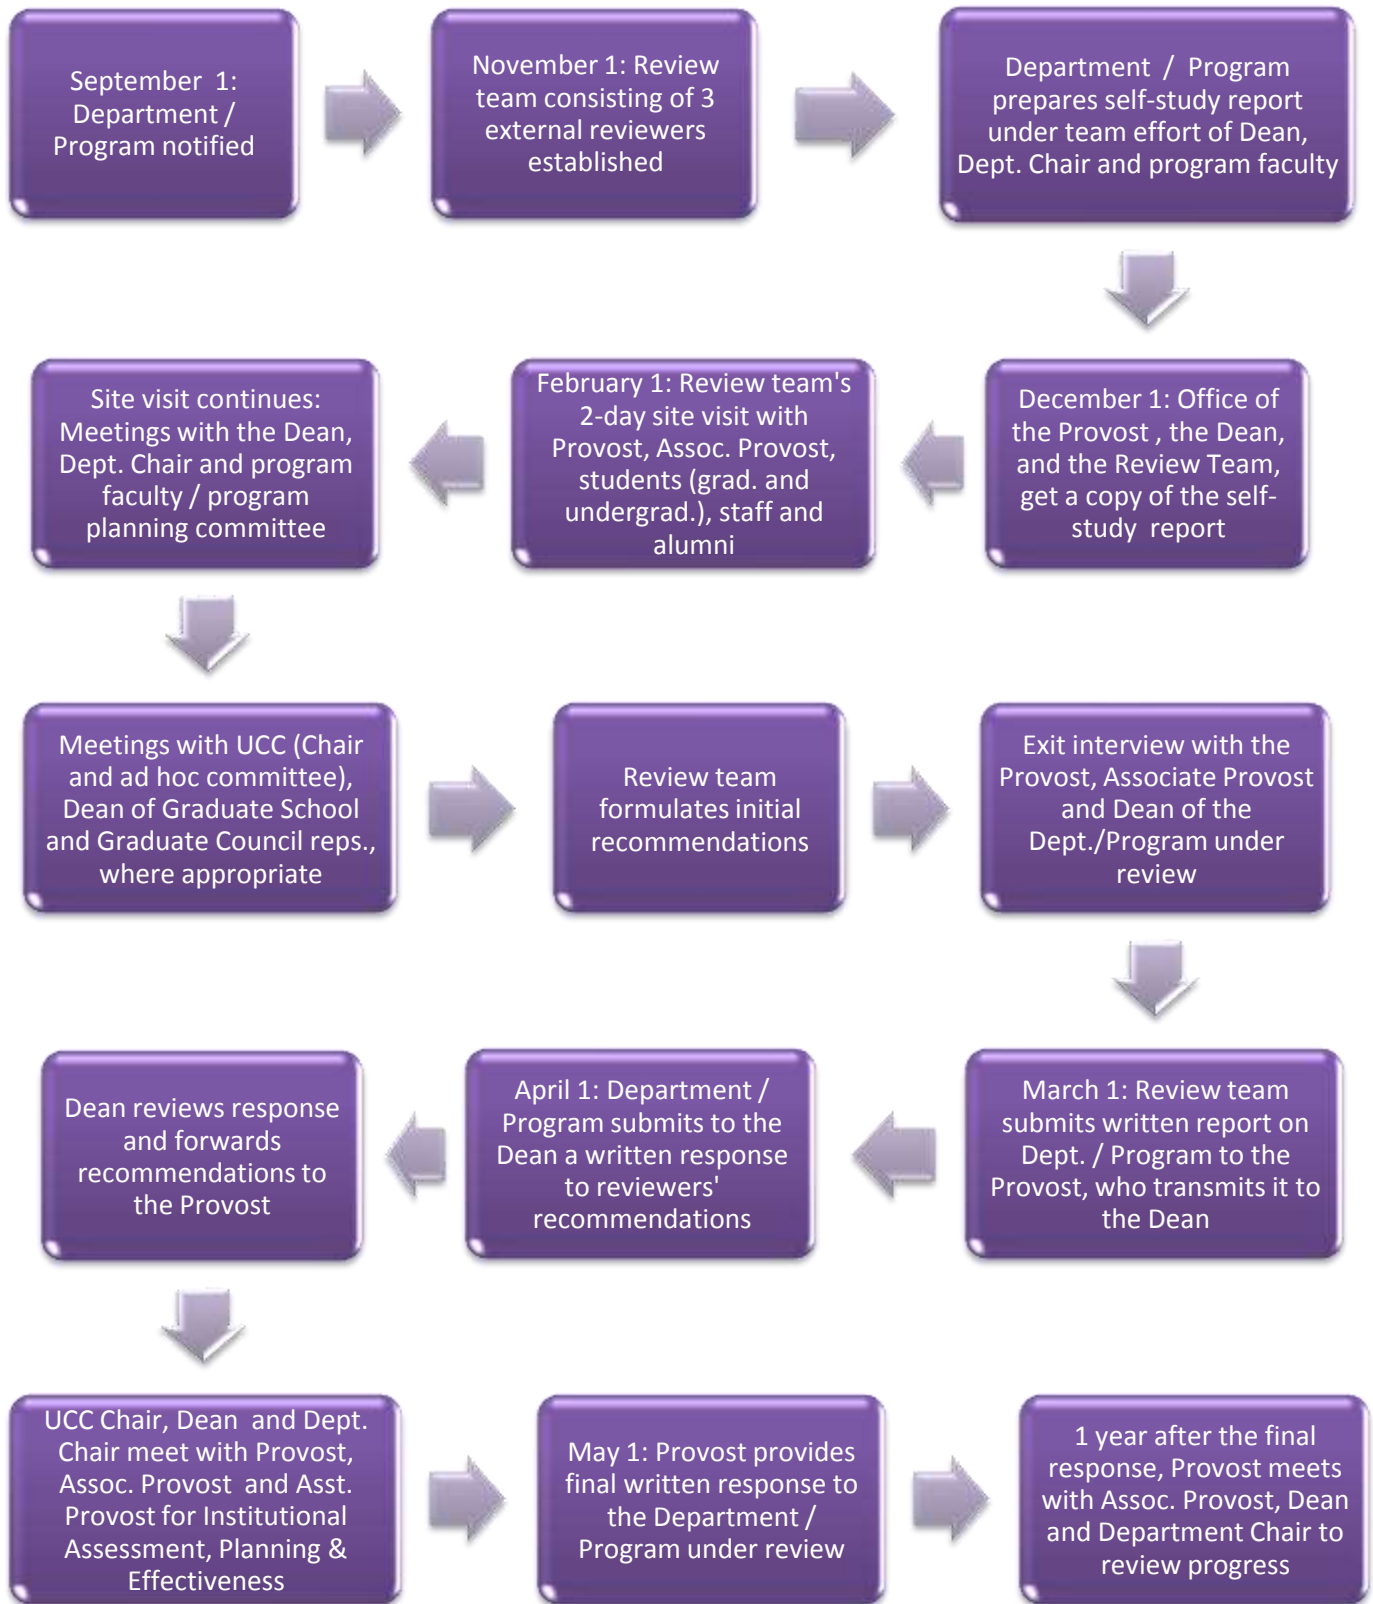 September  1:
Department /
Program notified
November 1: Review
team consisting of 3
external reviewers
established
Department  /  Program
prepares self-study report
under team effort of Dean,
Dept. Chair and program faculty
December 1: Office of
the Provost , the Dean,
and the Review Team,
get a copy of the self-
study  report
February 1: Review team's
2-day site visit with
Provost, Assoc. Provost,
students (grad. and
undergrad.), staff and
alumni
Site visit continues:
Meetings with the Dean,
Dept. Chair and program
faculty / program
planning committee
Meetings with UCC (Chair
and ad hoc committee),
Dean of Graduate School
and Graduate Council reps.,
where appropriate
Review team
formulates initial
recommendations
Exit interview with the
Provost, Associate Provost
and Dean of the
Dept./Program under
review
March 1: Review team
submits written report on
Dept. / Program to the
Provost, who transmits it to
the Dean
April 1: Department /
Program submits to the
Dean a written response
to reviewers'
recommendations
Dean reviews response
and forwards
recommendations to
the Provost
UCC Chair, Dean  and Dept.
Chair meet with Provost,
Assoc. Provost  and Asst.
Provost for Institutional
Assessment, Planning &
Effectiveness
May 1: Provost provides
final written response to
the Department /
Program under review
1 year after the final
response, Provost meets
with Assoc. Provost, Dean
and Department Chair to
review progress